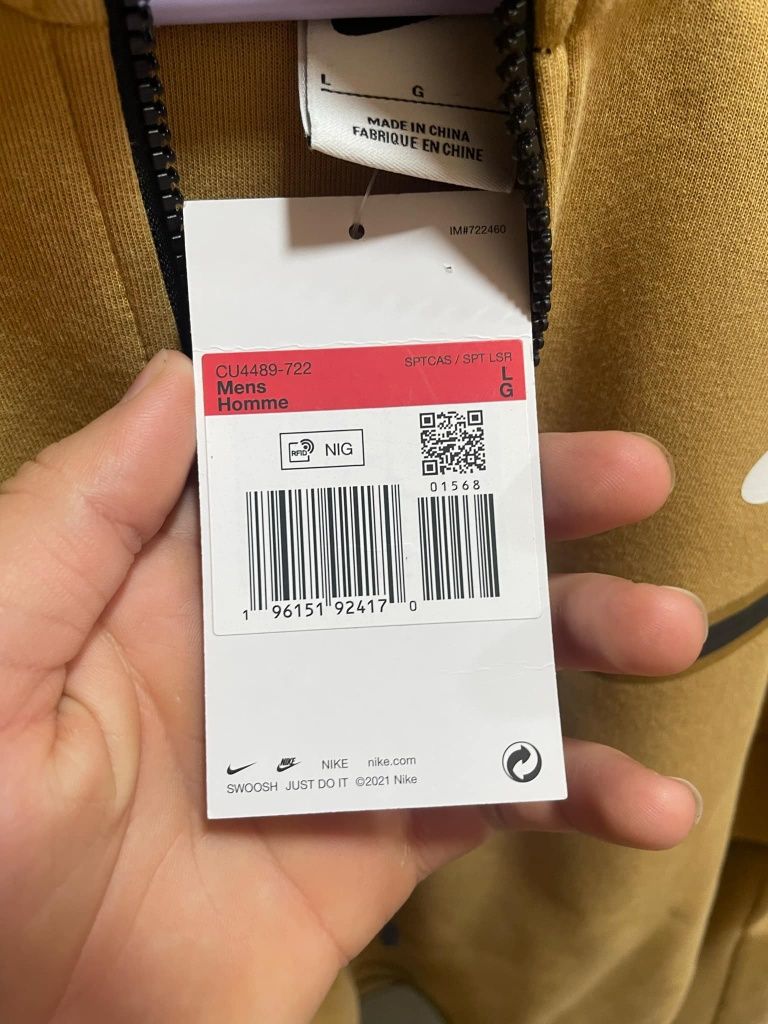 L
G
MADE IN CHINA
FABRIQUE EN CHINE
IM#722460
CU4489-722
SPTCAS / SPT LSR
Mens
L
Homme
G
RFID NIG
01568
1 96151 92417 0
NIKE
NIKE nike.com
SWOOSH JUST DO IT ©2021 Nike